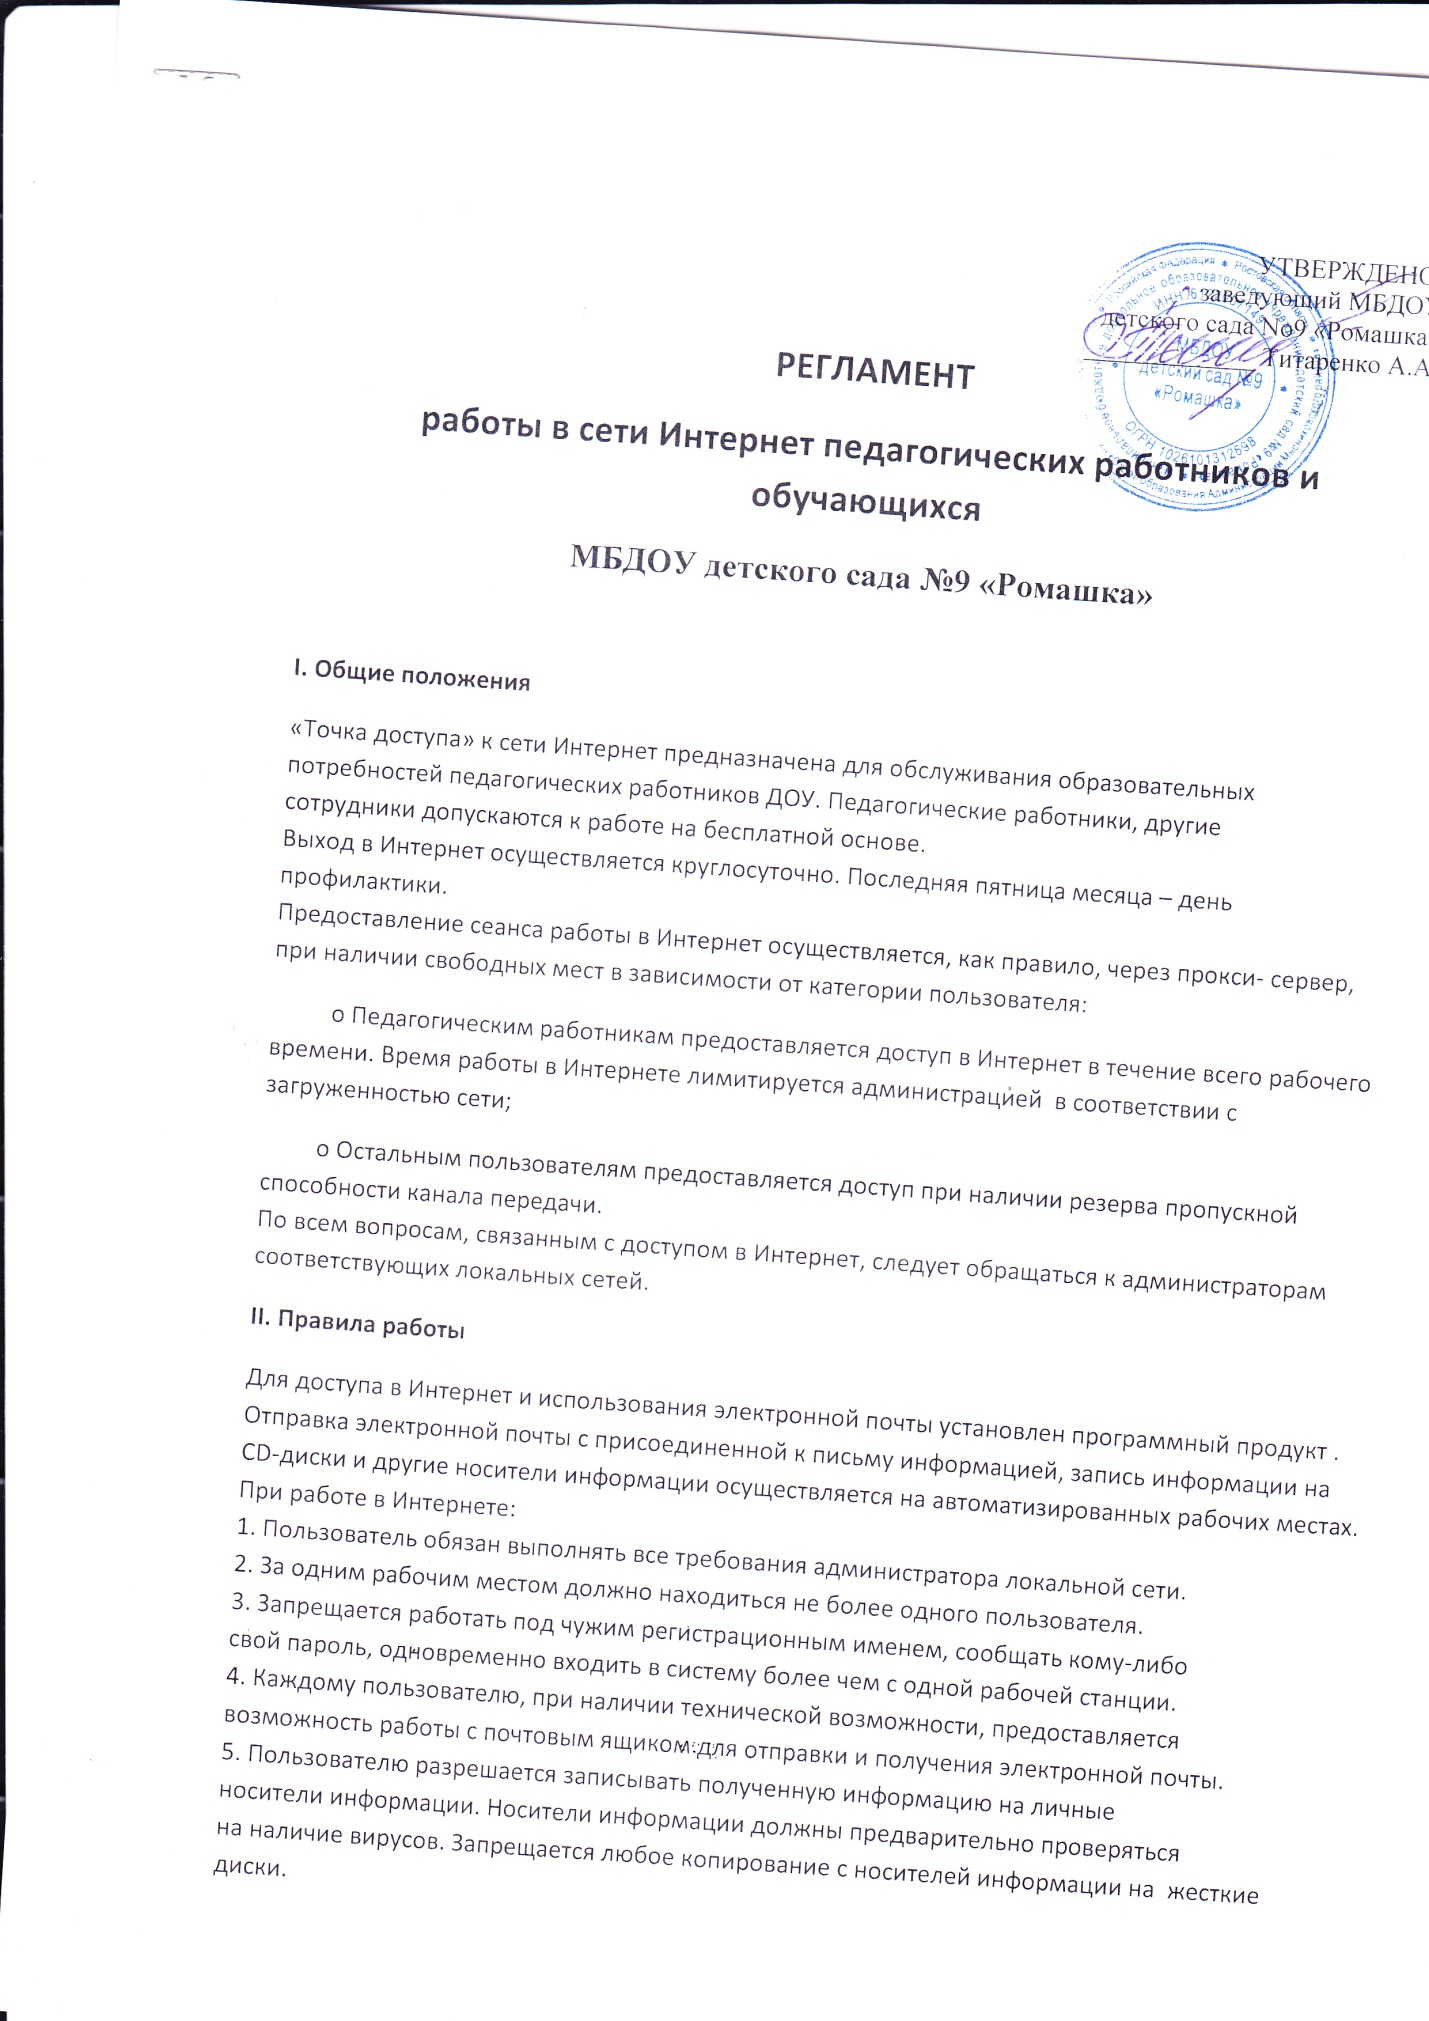 УТВЕРЖДЕНО
заведующий МБДОУ
детского сада №9 «Ромашка
Титаренко А.А
МБДОУ
детский сад №9
«Ромашка»
ОГРН 1026101312698
РЕГЛАМЕНТ
работы в сети Интернет педагогических работников и
обучающихся
МБДОУ детского сада №9 «Ромашка»
I. Общие положения
«Точка доступа» к сети Интернет предназначена для обслуживания образовательных
потребностей педагогических работников ДОУ. Педагогические работники, другие
сотрудники допускаются к работе на бесплатной основе.
Выход в Интернет осуществляется круглосуточно. Последняя пятница месяца – день
профилактики.
Предоставление сеанса работы в Интернет осуществляется, как правило, через прокси- сервер,
при наличии свободных мест в зависимости от категории пользователя:
o Педагогическим работникам предоставляется доступ в Интернет в течение всего рабочего
времени. Время работы в Интернете лимитируется администрацией  в соответствии с
загруженностью сети;
o Остальным пользователям предоставляется доступ при наличии резерва пропускной
способности канала передачи.
По всем вопросам, связанным с доступом в Интернет, следует обращаться к администраторам
соответствующих локальных сетей.
II. Правила работы
Для доступа в Интернет и использования электронной почты установлен программный продукт .
Отправка электронной почты с присоединенной к письму информацией, запись информации на
CD-диски и другие носители информации осуществляется на автоматизированных рабочих местах.
При работе в Интернете:
1. Пользователь обязан выполнять все требования администратора локальной сети.
2. За одним рабочим местом должно находиться не более одного пользователя.
3. Запрещается работать под чужим регистрационным именем, сообщать кому-либо
свой пароль, одновременно входить в систему более чем с одной рабочей станции.
4. Каждому пользователю, при наличии технической возможности, предоставляется
возможность работы с почтовым ящиком для отправки и получения электронной почты.
5. Пользователю разрешается записывать полученную информацию на личные
носители информации. Носители информации должны предварительно проверяться
на наличие вирусов. Запрещается любое копирование с носителей информации на  жесткие
диски.